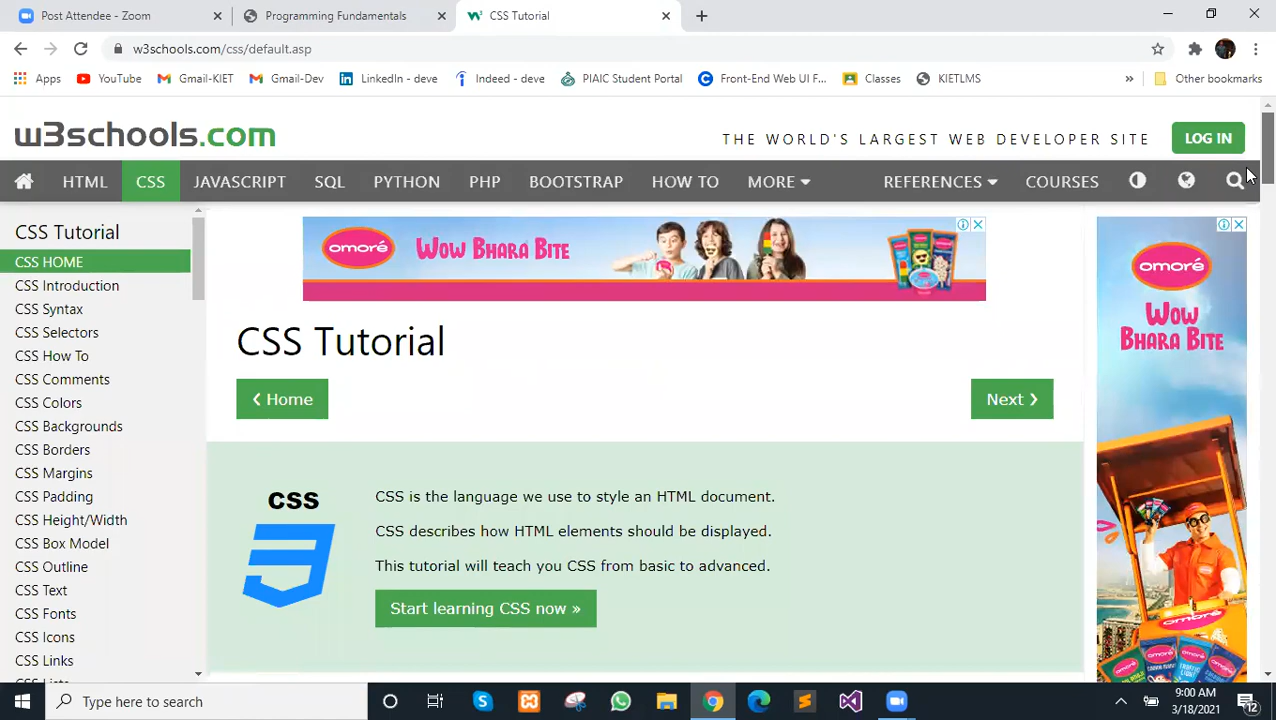 Post Attendee - Zoom
Programming Fundamentals
CSS Tutorial
w3schools.com/css/default.asp
Apps YouTube Gmail-KIET Gmail-Dev LinkedIn - deve Indeed - deve PIAIC Student Portal Front-End Web UI F... Classes KIETLMS » Other bookmarks
w3schools.com
THE WORLD'S LARGEST WEB DEVELOPER SITE
LOG IN
HTML CSS JAVASCRIPT SQL PYTHON PHP BOOTSTRAP HOW TO MORE REFERENCES COURSES
CSS Tutorial
CSS HOME
CSS Introduction
CSS Syntax
CSS Selectors
CSS How To
CSS Comments
CSS Colors
CSS Backgrounds
CSS Borders
CSS Margins
CSS Padding
CSS Height/Width
CSS Box Model
CSS Outline
CSS Text
CSS Fonts
CSS Icons
CSS Links
omoré
Wow Bhara Bite
CSS Tutorial
❮ Home
Next ❯
CSS
CSS is the language we use to style an HTML document.
CSS describes how HTML elements should be displayed.
This tutorial will teach you CSS from basic to advanced.
Start learning CSS now »
omoré
Wow
Bhara Bite
Type here to search
9:00 AM
3/18/2021
12